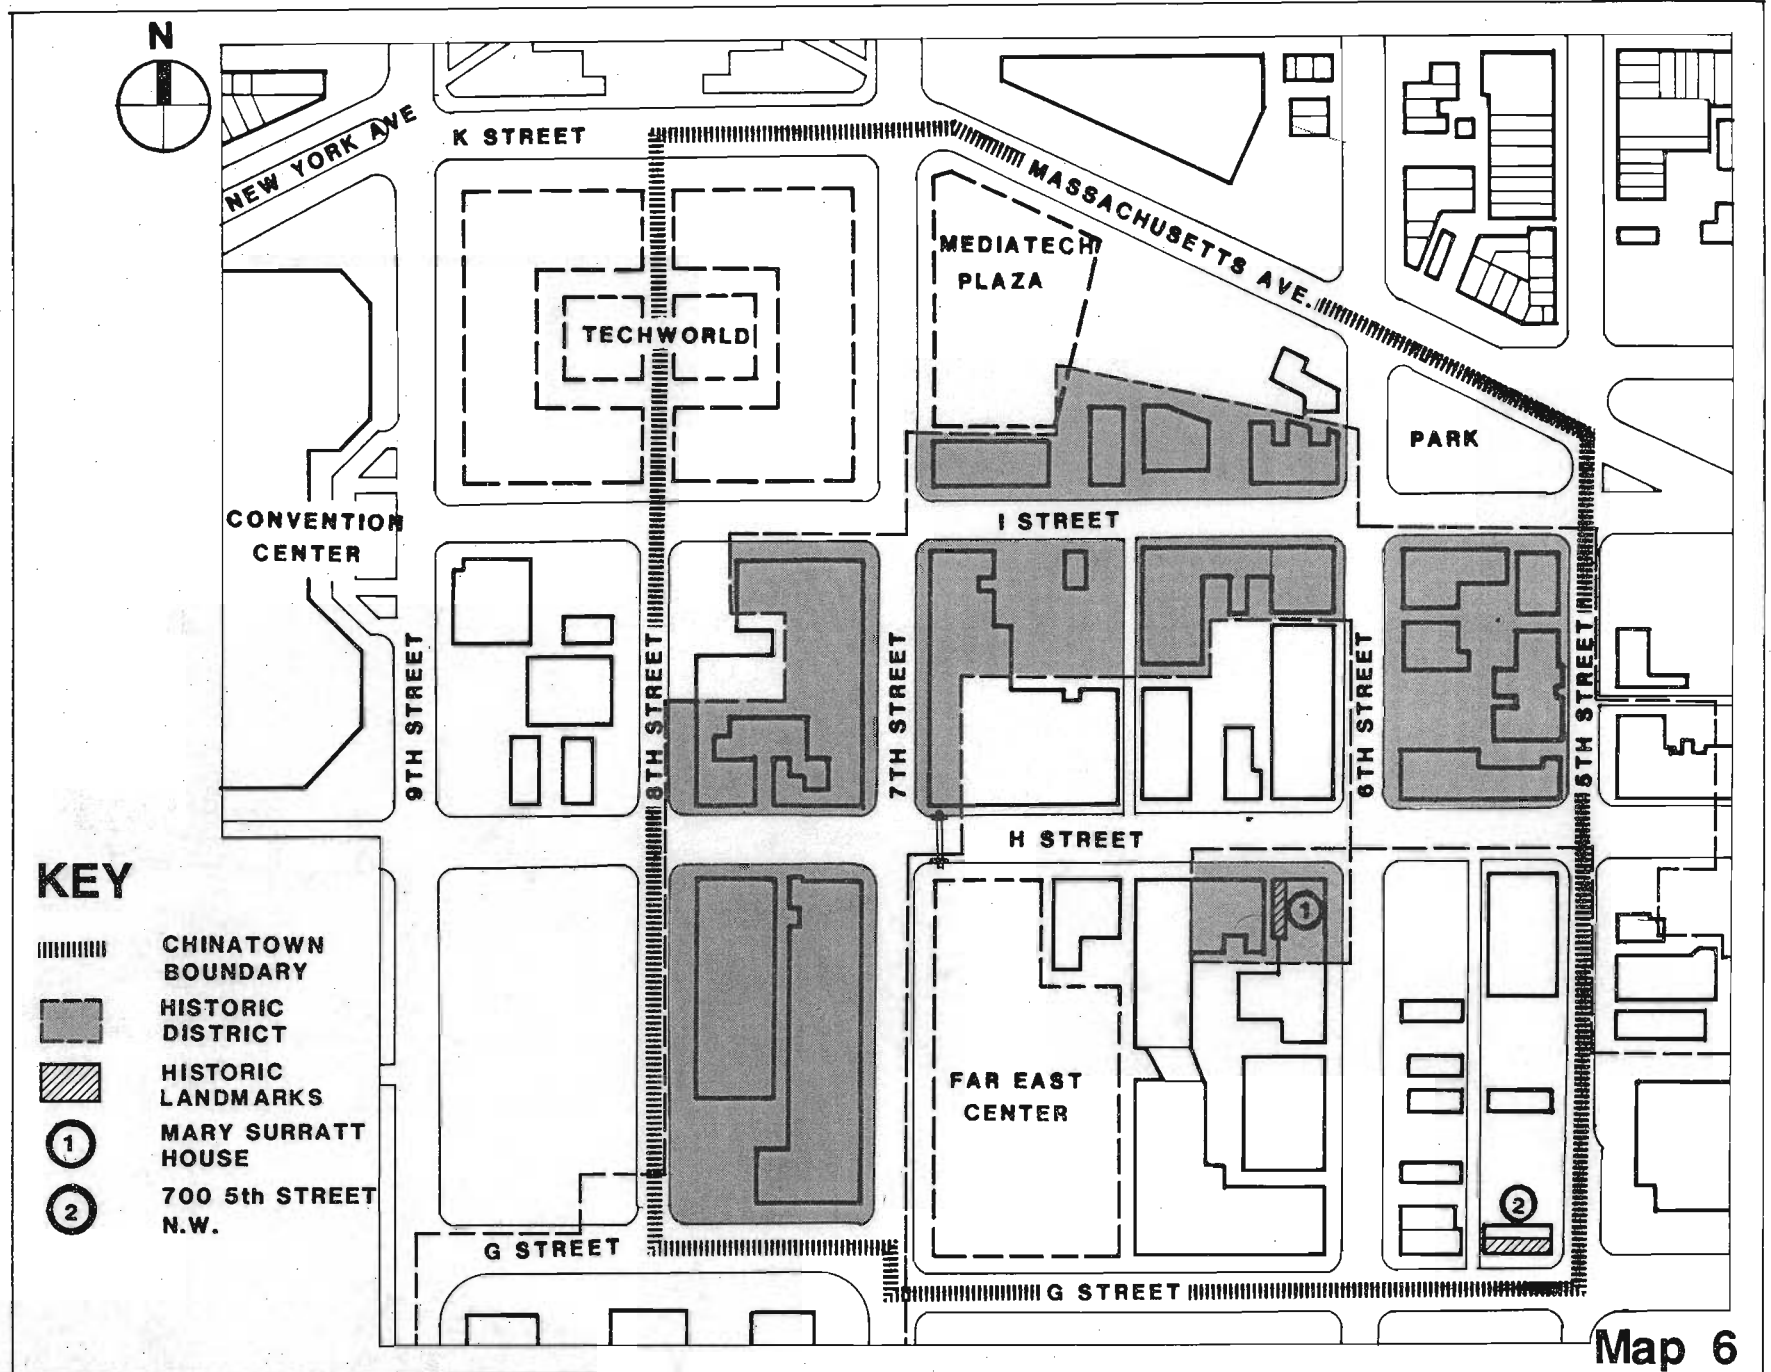 N
NEW YORK AVE
K STREET
MASSACHUSETTS AVE.
MEDIATECH
PLAZA
TECHWORLD
PARK
CONVENTION
CENTER
I STREET
9TH STREET
8TH STREET
7TH STREET
6TH STREET
5TH STREET
H STREET
KEY
CHINATOWN
BOUNDARY
HISTORIC
DISTRICT
HISTORIC
LANDMARKS
1
MARY SURRATT
HOUSE
2
700 5th STREET
N.W.
1
FAR EAST
CENTER
2
G STREET
G STREET
Map 6